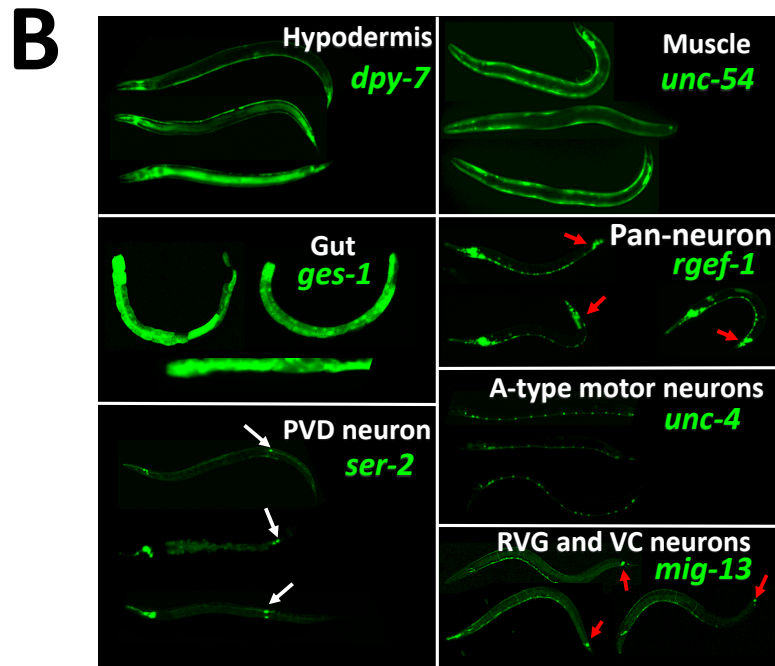 B
Hypodermis
dpy-7
Muscle
unc-54
Gut
ges-1
Pan-neuron
rgef-1
PVD neuron
ser-2
A-type motor neurons
unc-4
RVG and VC neurons
mig-13